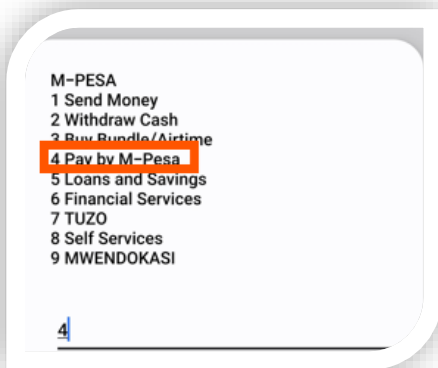 M-PESA
1 Send Money
2 Withdraw Cash
3 Buy Bundle/Airtime
4 Pay by M-Pesa
5 Loans and Savings
6 Financial Services
7 TUZO
8 Self Services
9 MWENDOKASI
4